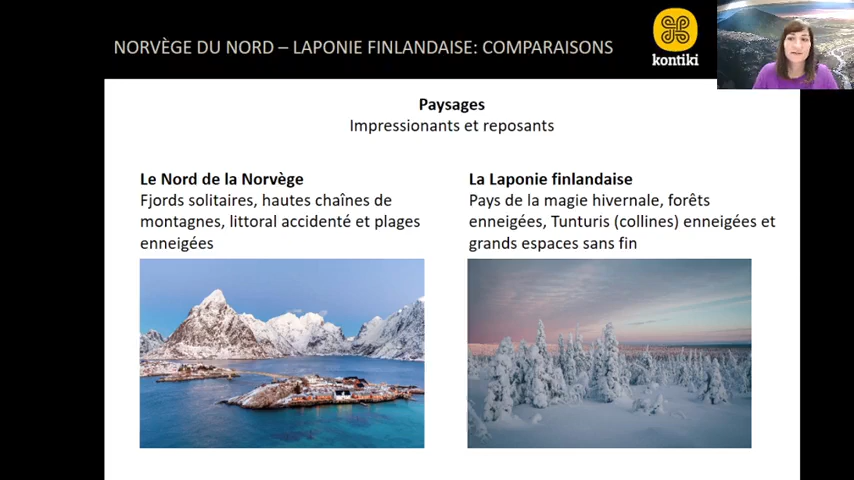 NORVÈGE DU NORD – LAPONIE FINLANDAISE: COMPARAISONS
kontiki
Paysages
Impressionants et reposants
Le Nord de la Norvège
Fjords solitaires, hautes chaînes de
montagnes, littoral accidenté et plages
enneigées
La Laponie finlandaise
Pays de la magie hivernale, forêts
enneigées, Tunturis (collines) enneigées et
grands espaces sans fin